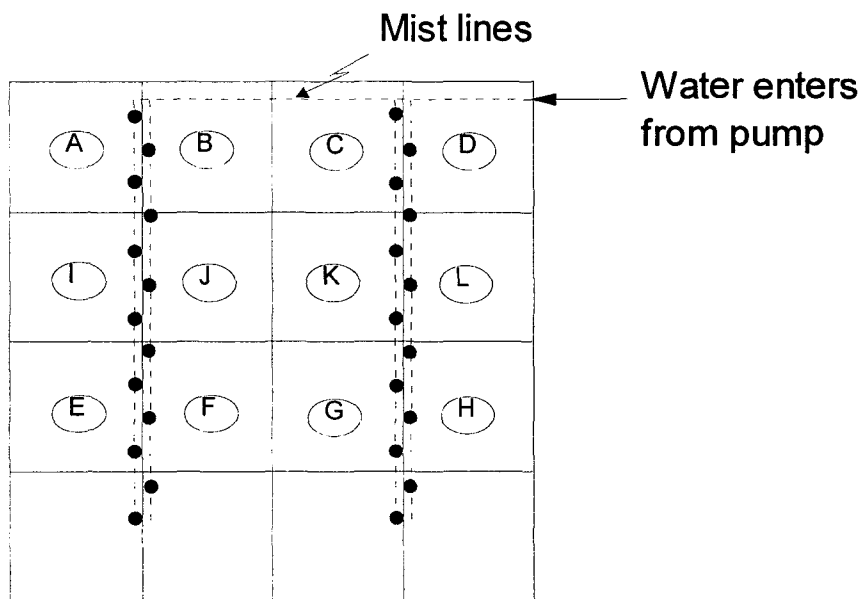 Mist lines
Water enters
from pump
A B C D
I J K L
E F G H